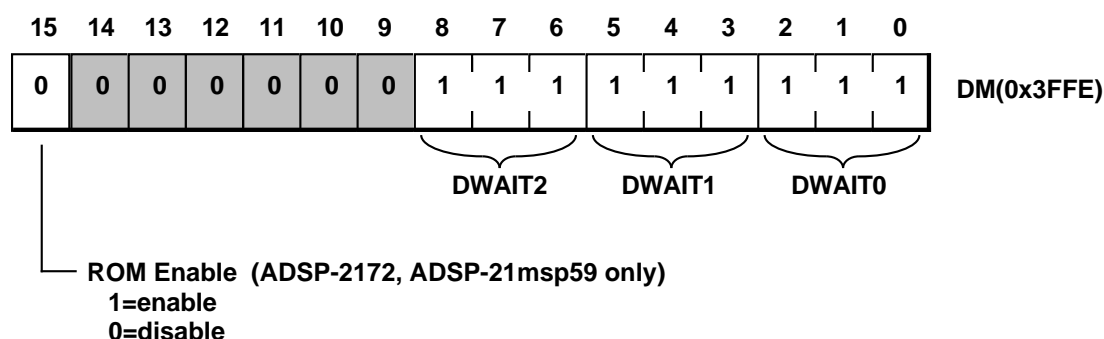 15 14 13 12 11 10 9 8 7 6 5 4 3 2 1 0
0 0 0 0 0 0 0 1 1 1 1 1 1 1 1 1 DM(0x3FFE)
DWAIT2 DWAIT1 DWAIT0
ROM Enable (ADSP-2172, ADSP-21msp59 only)
1=enable
0=disable